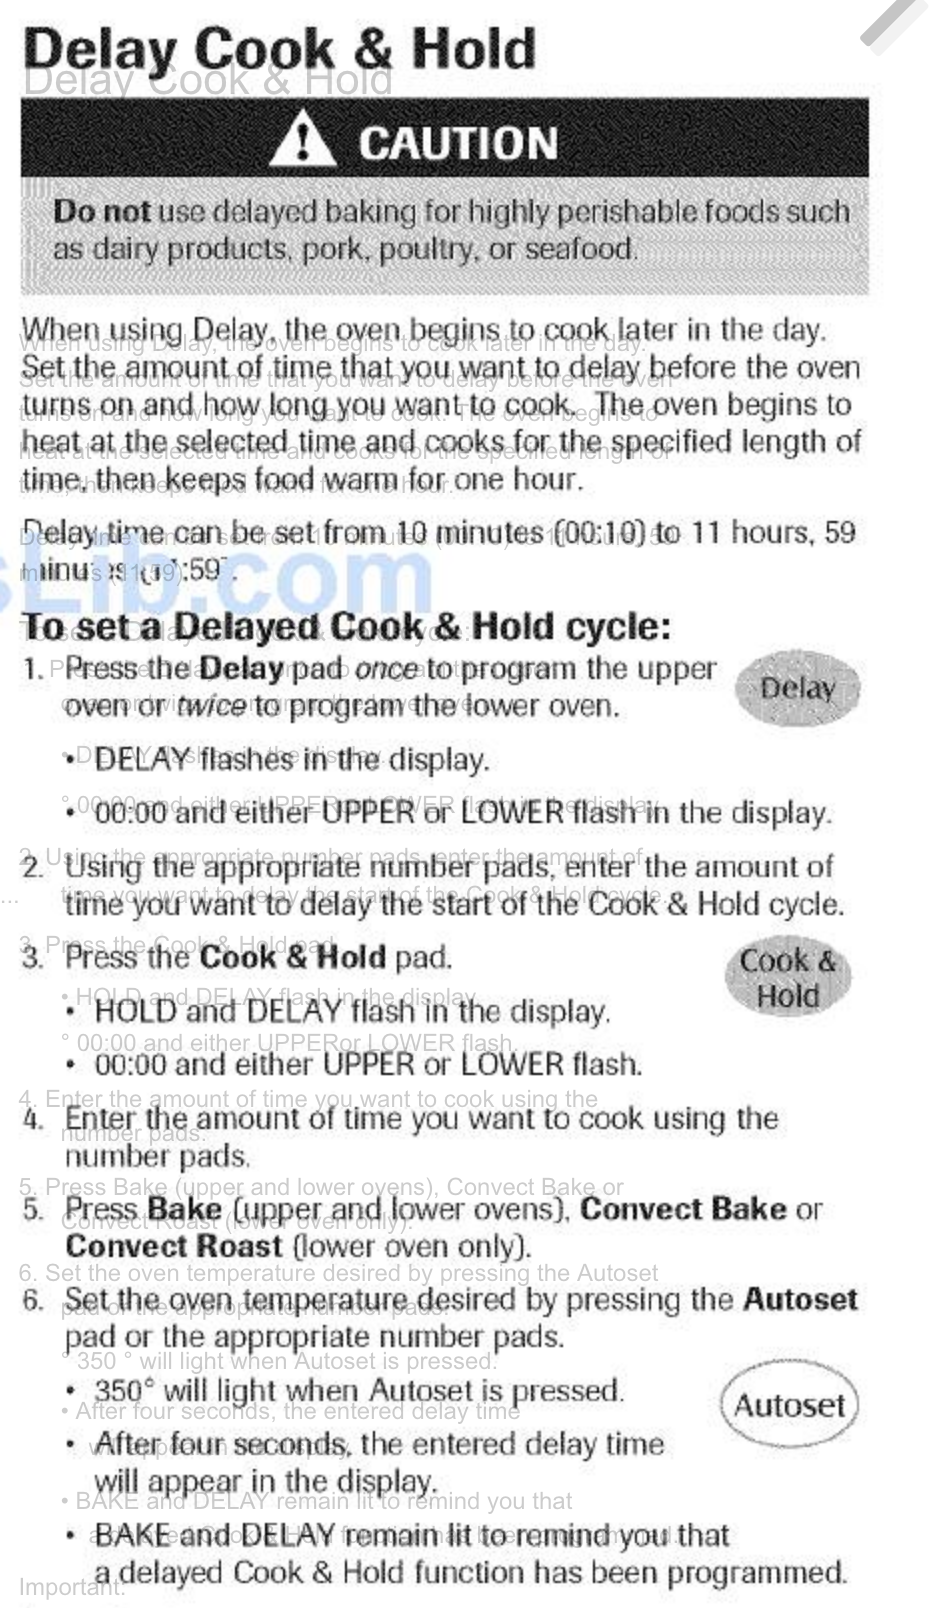 Delay Cook & Hold
CAUTION
Do not use delayed baking for highly perishable foods such
as dairy products, pork, poultry, or seafood.
When using Delay, the oven begins to cook later in the day.
Set the amount of time that you want to delay before the oven
turns on and how long you want to cook.  The oven begins to
heat at the selected time and cooks for the specified length of
time, then keeps food warm for one hour.
Delay time can be set from 10 minutes (00:10) to 11 hours, 59
minutes (11:59).
sLib.com
To set a Delayed Cook & Hold cycle:
1. Press the Delay pad once to program the upper
oven or twice to program the lower oven.
Delay
• DELAY flashes in the display.
• 00:00 and either UPPER or LOWER flash in the display.
2. Using the appropriate number pads, enter the amount of
time you want to delay the start of the Cook & Hold cycle.
3. Press the Cook & Hold pad.
Cook &
Hold
• HOLD and DELAY flash in the display.
• 00:00 and either UPPER or LOWER flash.
4. Enter the amount of time you want to cook using the
number pads.
5. Press Bake (upper and lower ovens), Convect Bake or
Convect Roast (lower oven only).
6. Set the oven temperature desired by pressing the Autoset
pad or the appropriate number pads.
• 350° will light when Autoset is pressed.
Autoset
• After four seconds, the entered delay time
will appear in the display.
• BAKE and DELAY remain lit to remind you that
a delayed Cook & Hold function has been programmed.
Important: